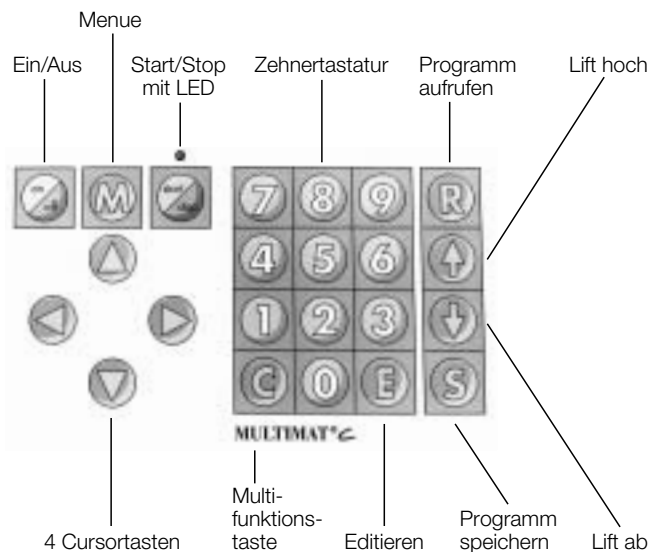 Menue
Ein/Aus
Start/Stop
mit LED
Zehnertastatur
Programm
aufrufen
Lift hoch
M
7 8 9 R
4 5 6
1 2 3
C 0 E S
MULTIMAT®C
4 Cursortasten
Multi-
funktions-
taste
Editieren
Programm
speichern
Lift ab